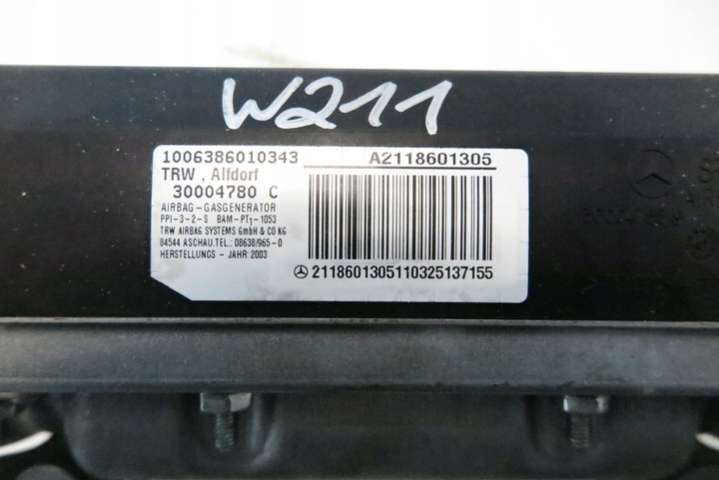 W211
1006386010343 A2118601305
TRW , Alfdorf
30004780 C
AIRBAG-GASGENERATOR
PPI-3-2-S BAM-PT1-1053
TRW AIRBAG SYSTEMS GmbH & CO KG
84544 ASCHAU.TEL.: 08638/965-0
HERSTELLUNGS - JAHR 2003
2118601305110325137155